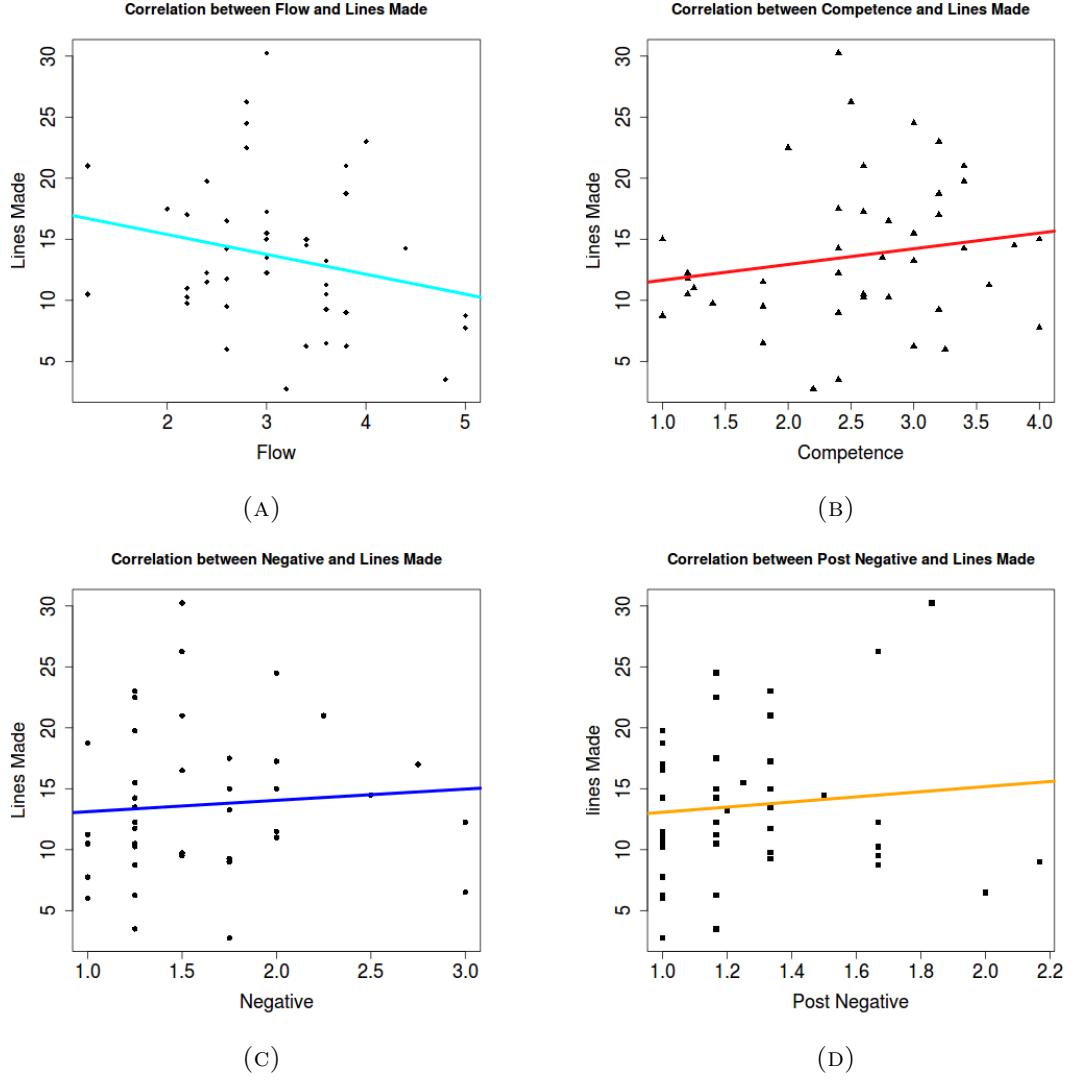 Correlation between Flow and Lines Made
Lines Made
30
25
20
15
10
5
2 3 4 5
Flow
(A)
Correlation between Competence and Lines Made
Lines Made
30
25
20
15
10
5
1.0 1.5 2.0 2.5 3.0 3.5 4.0
Competence
(B)
Correlation between Negative and Lines Made
Lines Made
30
25
20
15
10
5
1.0 1.5 2.0 2.5 3.0
Negative
(C)
Correlation between Post Negative and Lines Made
lines Made
30
25
20
15
10
5
1.0 1.2 1.4 1.6 1.8 2.0 2.2
Post Negative
(D)